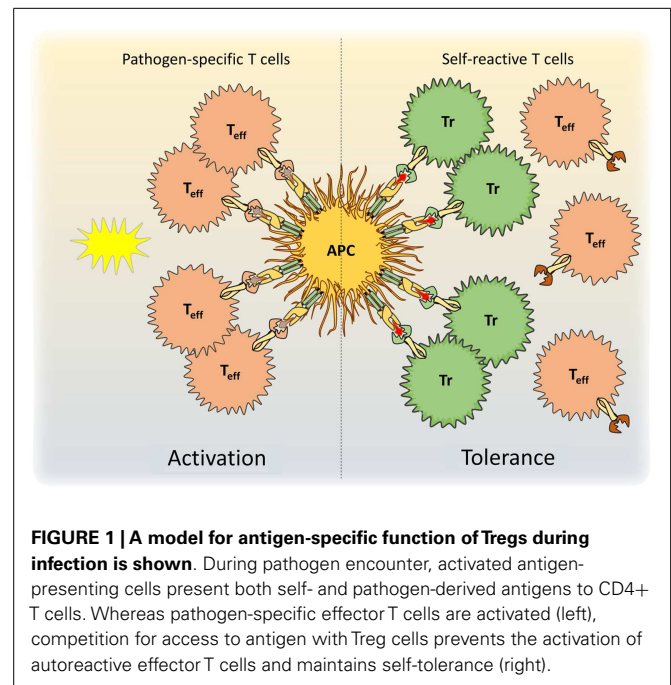 Pathogen-specific T cells
Self-reactive T cells
Teff
Teff
Teff
Teff
APC
Tr
Tr
Tr
Tr
Teff
Teff
Teff
Activation
Tolerance
FIGURE 1 | A model for antigen-specific function of Tregs during
infection is shown. During pathogen encounter, activated antigen-
presenting cells present both self- and pathogen-derived antigens to CD4+
T cells. Whereas pathogen-specific effector T cells are activated (left),
competition for access to antigen with Treg cells prevents the activation of
autoreactive effector T cells and maintains self-tolerance (right).